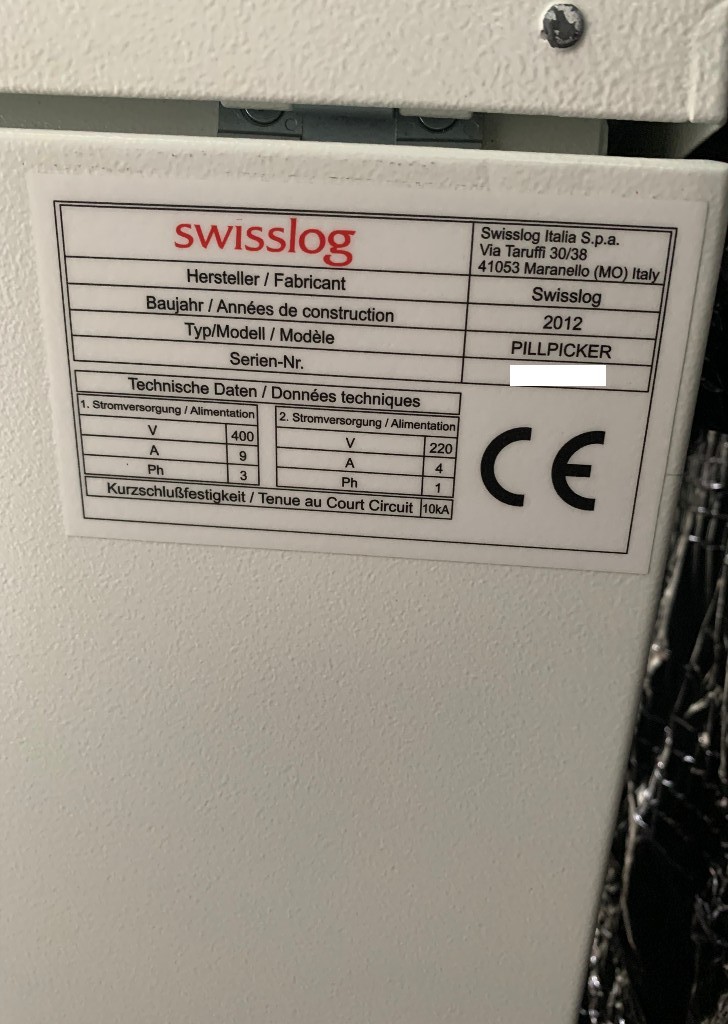 swisslog
Swisslog Italia S.p.a.
Via Taruffi 30/38
41053 Maranello (MO) Italy
Hersteller / Fabricant Swisslog
Baujahr / Années de construction 2012
Typ/Modell / Modèle PILLPICKER
Serien-Nr.
Technische Daten / Données techniques
1. Stromversorgung / Alimentation
V 400
A 9
Ph 3
2. Stromversorgung / Alimentation
V 220
A 4
Ph 1
Kurzschlußfestigkeit / Tenue au Court Circuit 10kA
CE